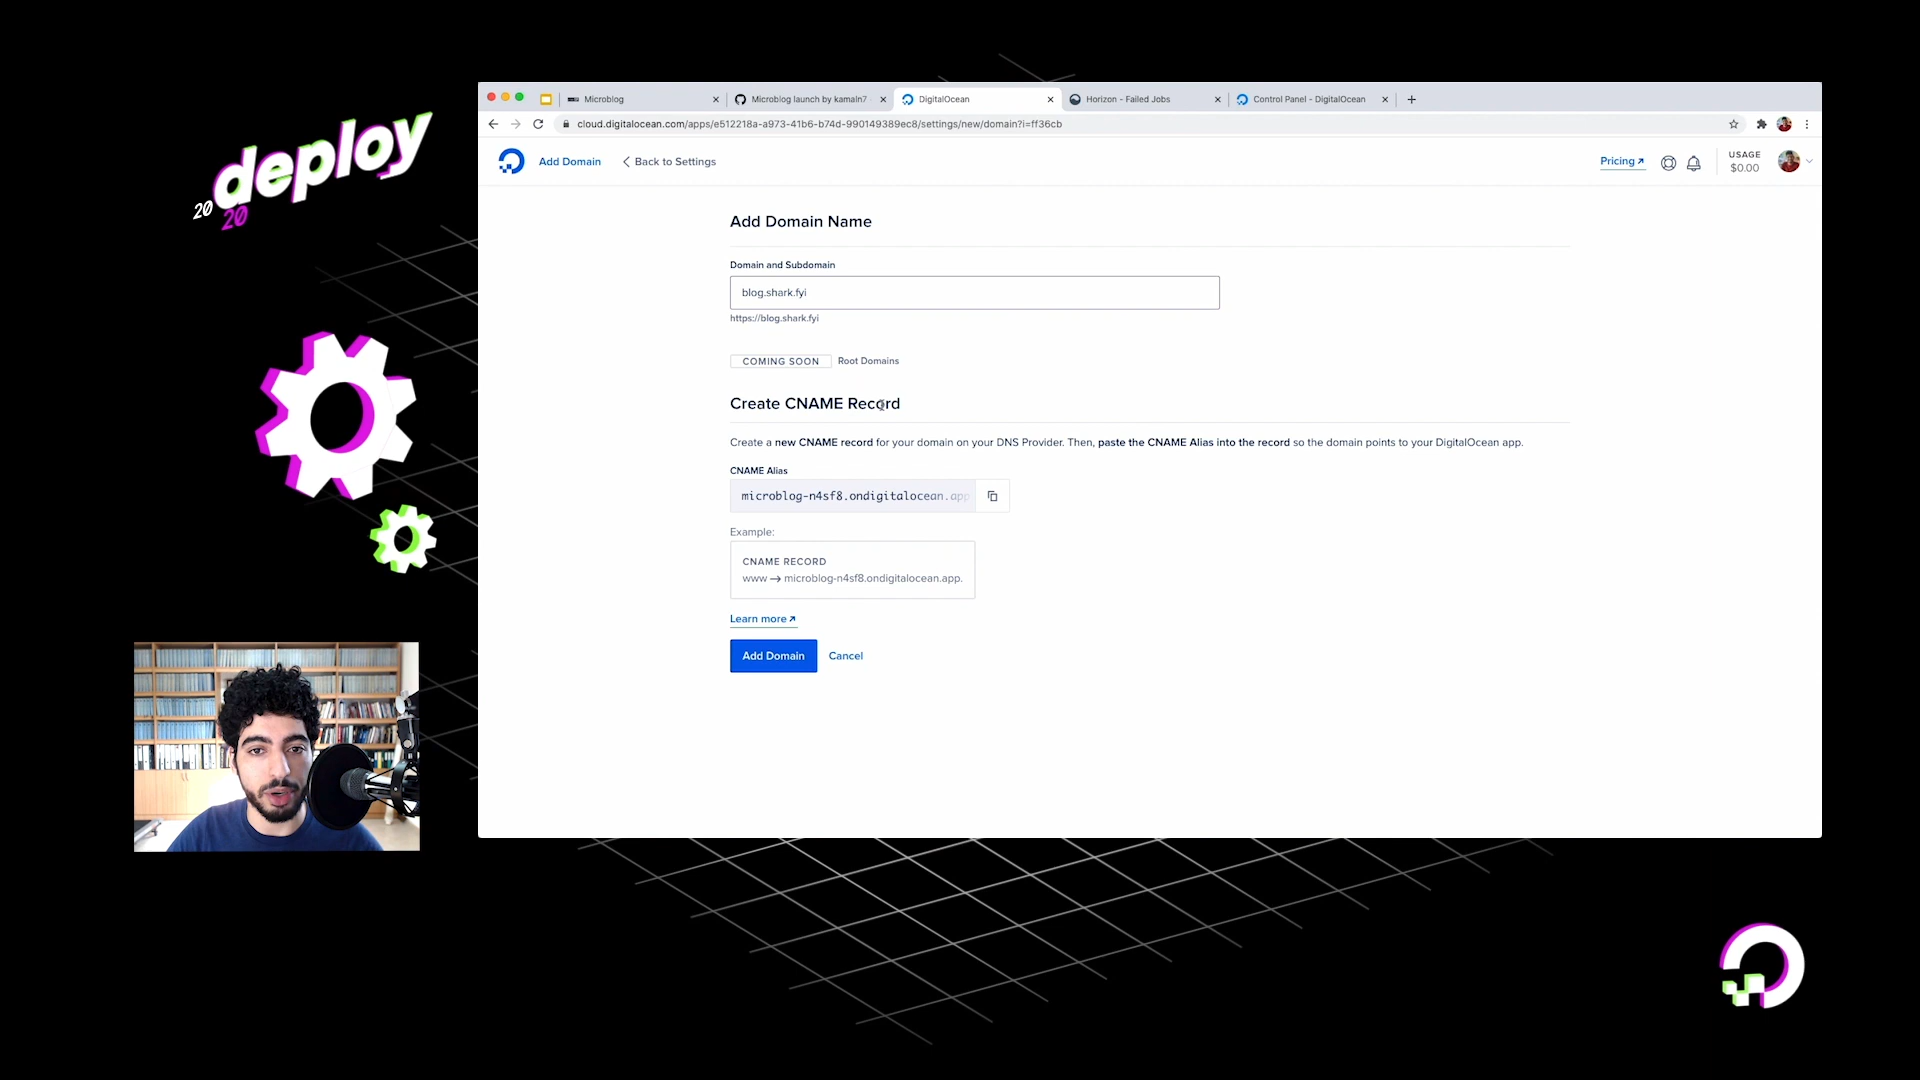 deploy
20
20
Microblog
Microblog launch by kamaln7
DigitalOcean
Horizon - Failed Jobs
Control Panel - DigitalOcean
cloud.digitalocean.com/apps/e512218a-a973-41b6-b74d-990149389ec8/settings/new/domain?i=ff36cb
Add Domain
Back to Settings
Pricing
USAGE
$0.00
Add Domain Name
Domain and Subdomain
blog.shark.fyi
https://blog.shark.fyi
COMING SOON Root Domains
Create CNAME Record
Create a new CNAME record for your domain on your DNS Provider. Then, paste the CNAME Alias into the record so the domain points to your DigitalOcean app.
CNAME Alias
microblog-n4sf8.ondigitalocean.app
Example:
CNAME RECORD
www → microblog-n4sf8.ondigitalocean.app.
Learn more
Add Domain
Cancel